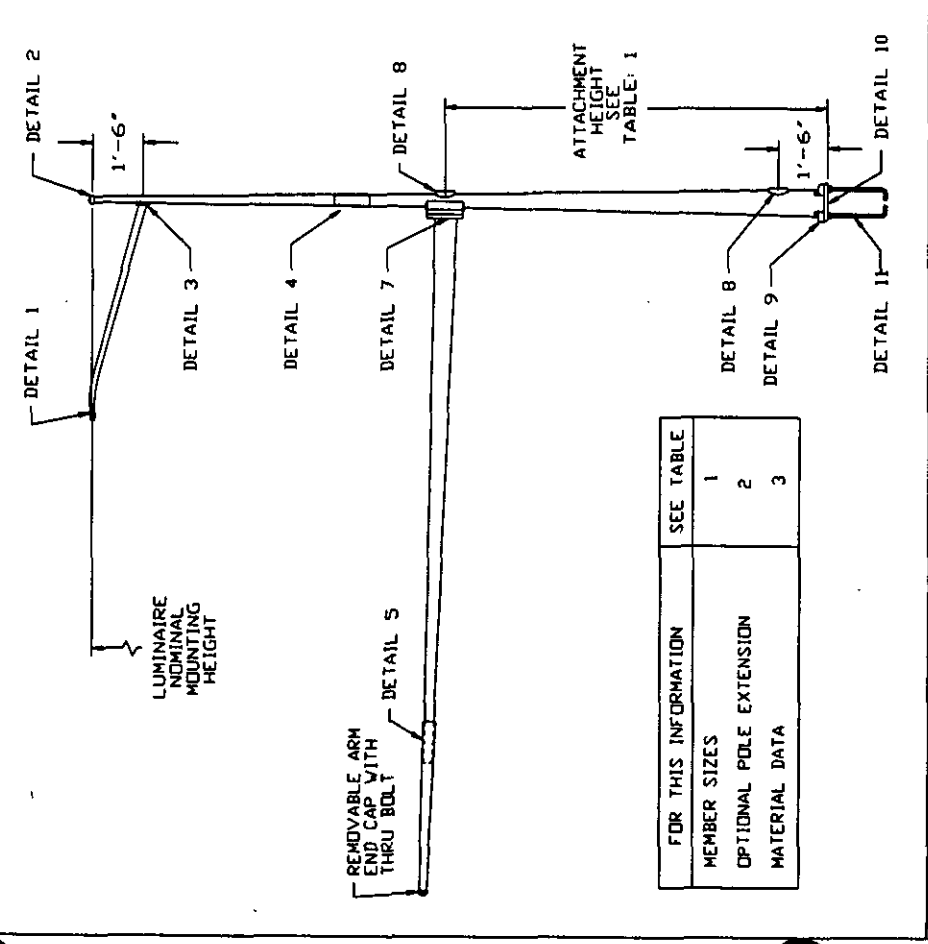 DETAIL 1
DETAIL 2
1'-6"
DETAIL 3
DETAIL 8
LUMINAIRE
NOMINAL
MOUNTING
HEIGHT
DETAIL 4
ATTACHMENT
HEIGHT
SEE
TABLE: 1
DETAIL 7
REMOVABLE ARM
END CAP WITH
THRU BOLT
DETAIL 5
1'-6"
DETAIL 8
DETAIL 9
DETAIL 10
DETAIL 11
FOR THIS INFORMATION SEE TABLE
MEMBER SIZES 1
OPTIONAL POLE EXTENSION 2
MATERIAL DATA 3